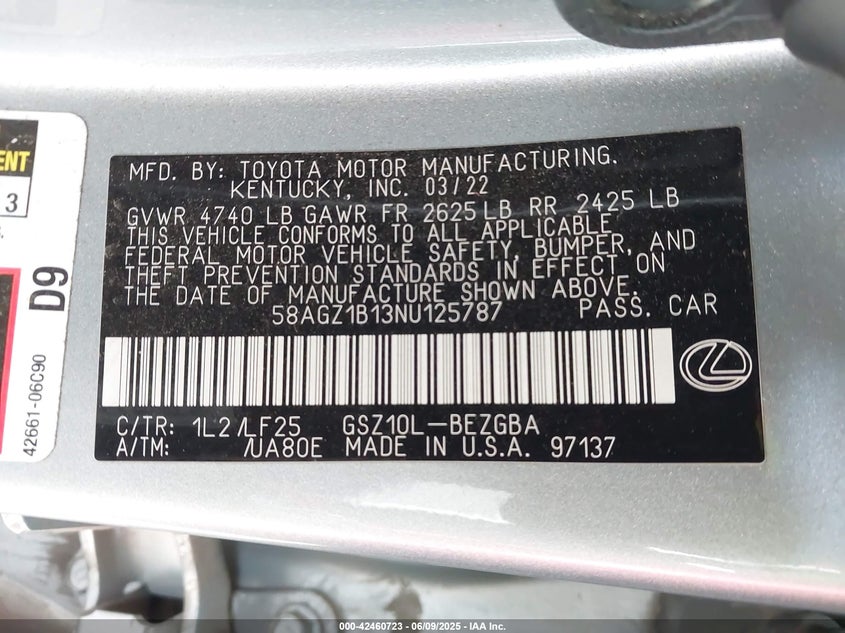 ENT
3
D9
42661-06C90
MFD. BY: TOYOTA MOTOR MANUFACTURING.
KENTUCKY, INC. 03/22
GVWR 4740 LB GAWR FR 2625 LB RR 2425 LB
THIS VEHICLE CONFORMS TO ALL APPLICABLE
FEDERAL MOTOR VEHICLE SAFETY, BUMPER, AND
THEFT PREVENTION STANDARDS IN EFFECT ON
THE DATE OF MANUFACTURE SHOWN ABOVE.
58AGZ1B13NU125787 PASS. CAR
C/TR: 1L2 /LF25 GSZ10L-BEZGBA
A/TM: /UA80E MADE IN U.S.A. 97137
000-42460723 - 06/09/2025 - IAA Inc.